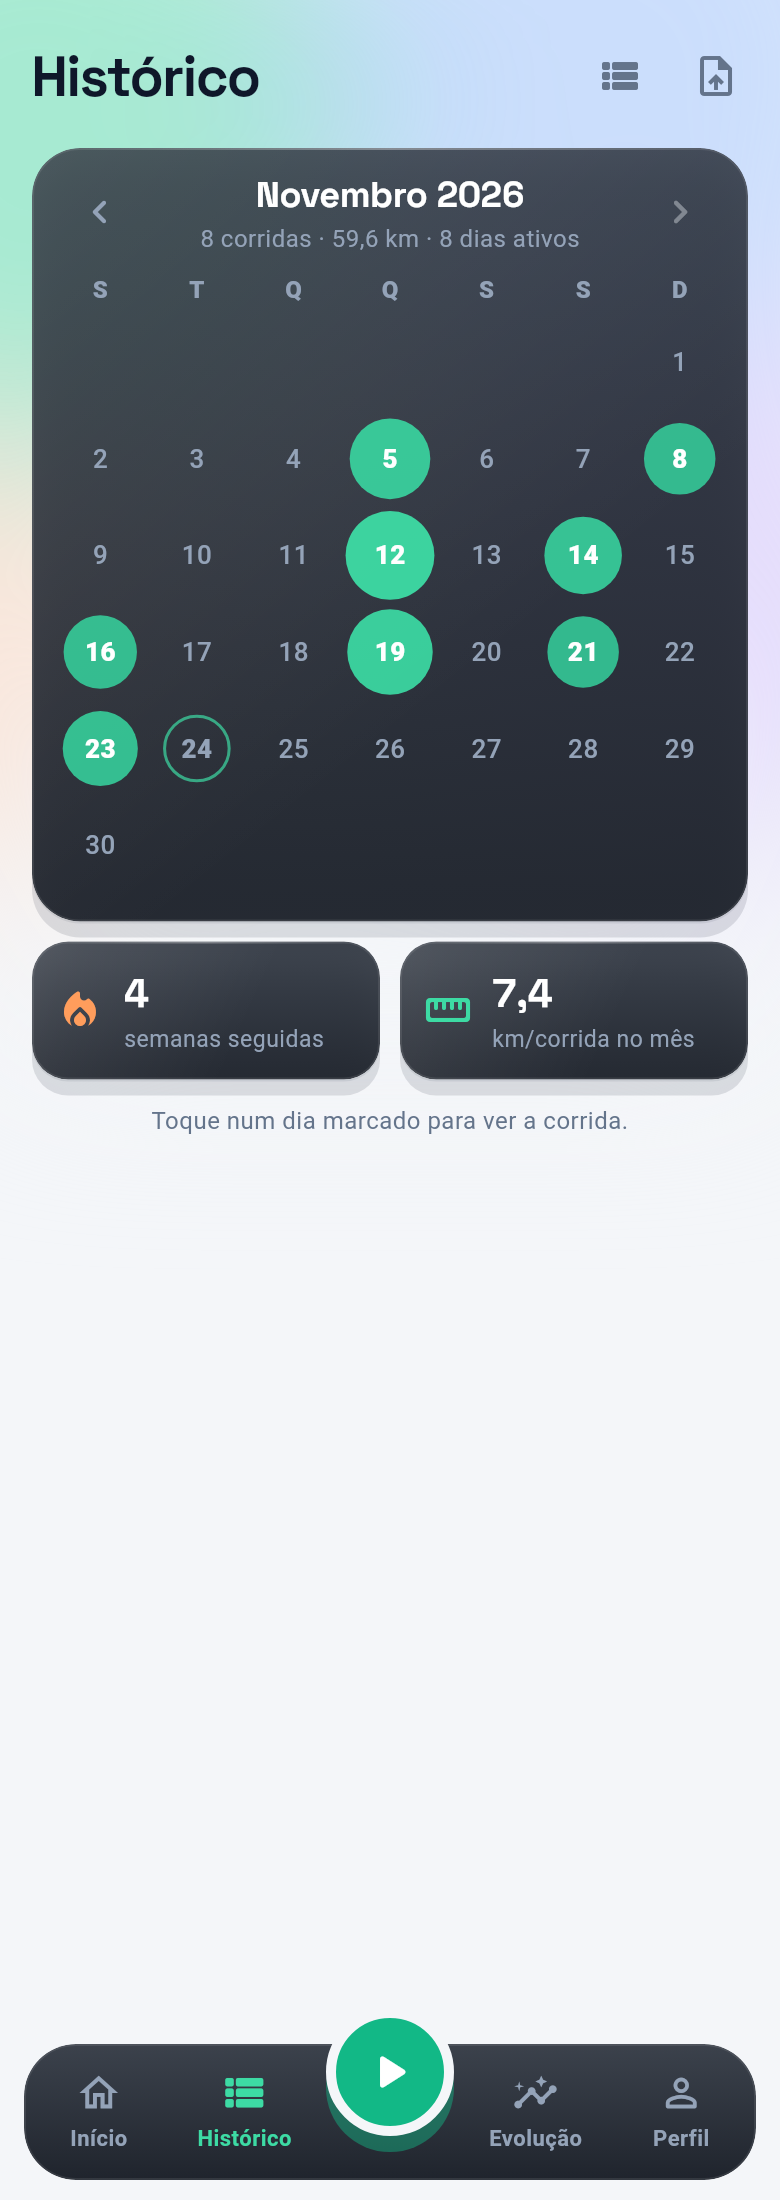 Histórico
Novembro 2026
8 corridas · 59,6 km · 8 dias ativos
S T Q Q S S D
1
2 3 4 5 6 7 8
9 10 11 12 13 14 15
16 17 18 19 20 21 22
23 24 25 26 27 28 29
30
4
semanas seguidas
7,4
km/corrida no mês
Toque num dia marcado para ver a corrida.
Início Histórico Evolução Perfil